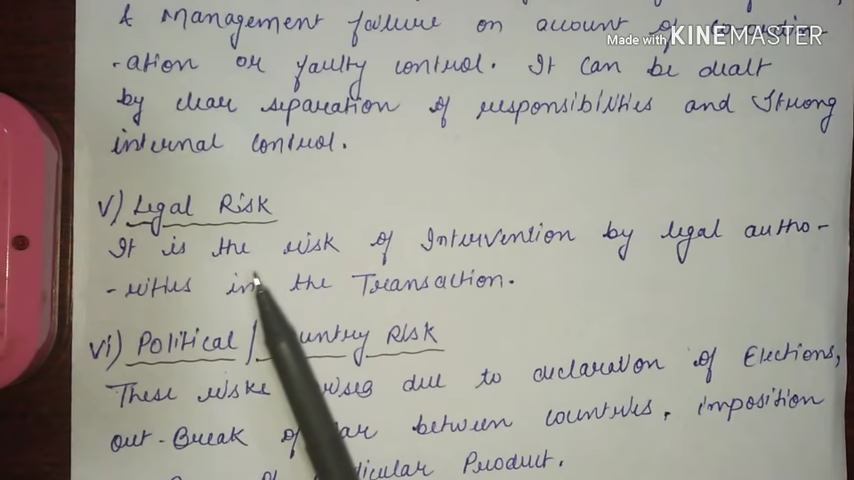 & Management failure on account of
-ation or faulty control. It can be dealt
by clear separation of responsibilities and Strong
internal control.
Made with KINEMASTER
V) Legal Risk
It is the risk of Intervention by legal autho-
-rities in the Transaction.
Vi) Political / Country Risk
These risks arises due to declaration of Elections,
out-Break of war between countries, imposition
of Product.